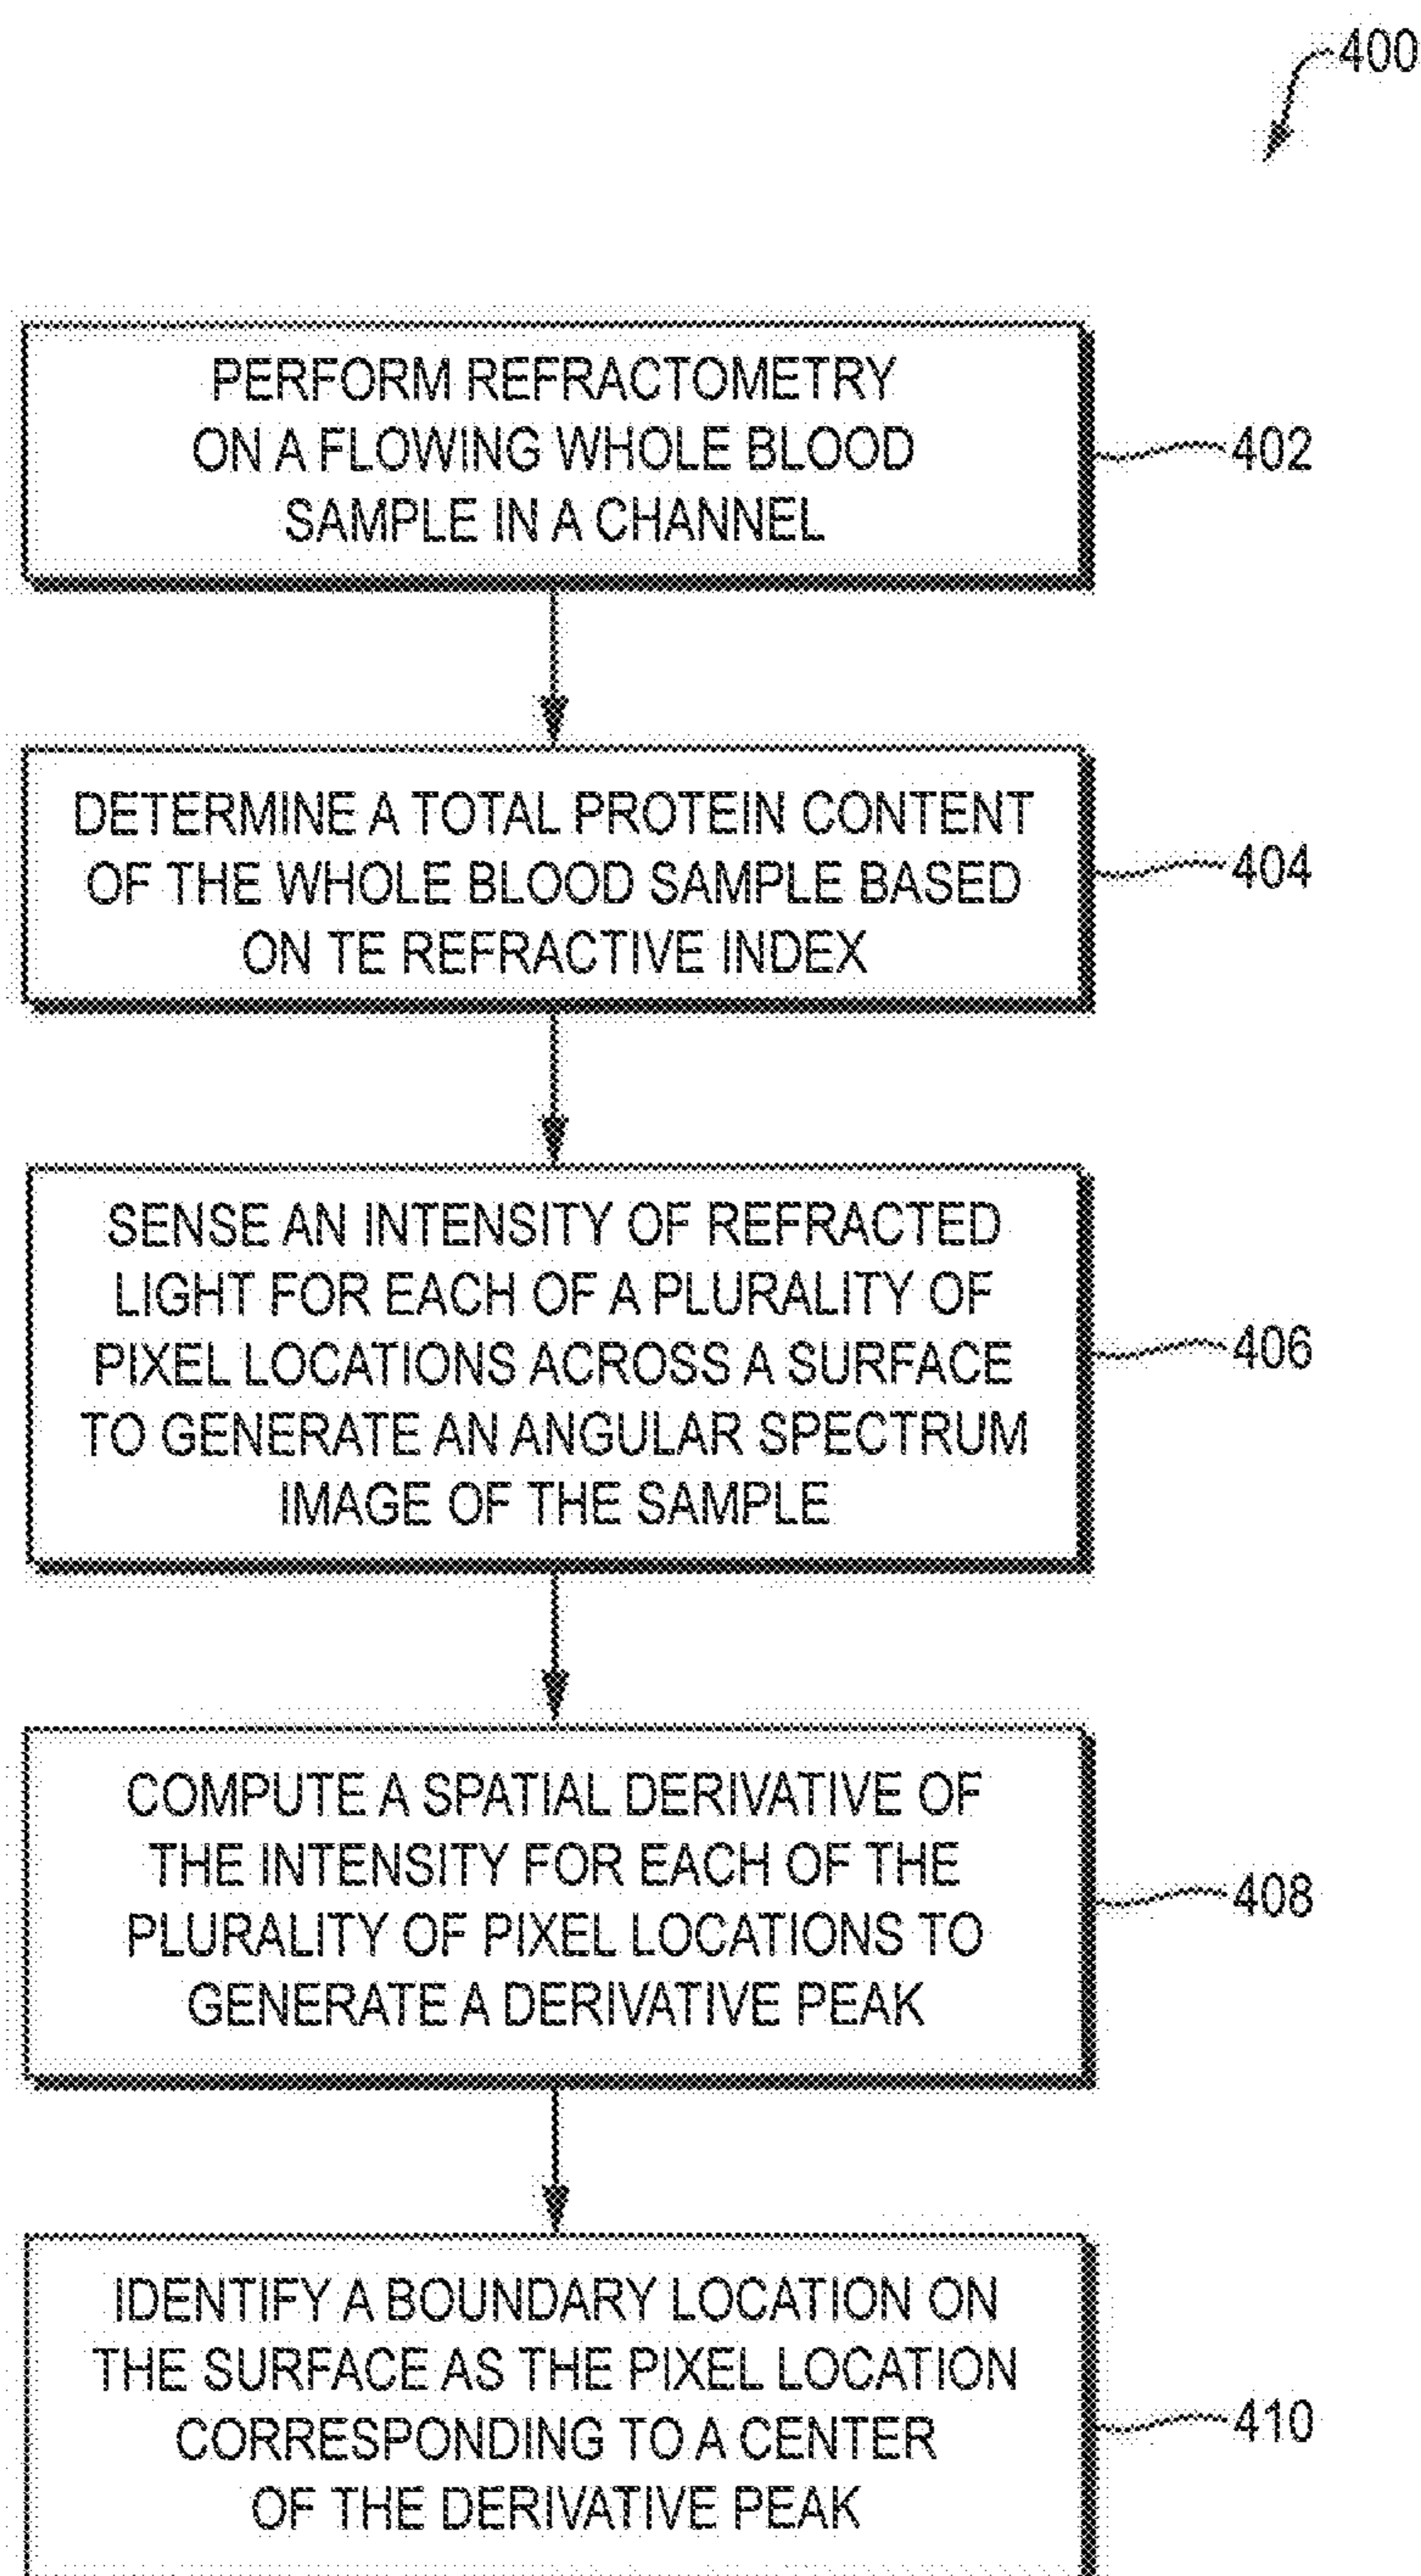 400
PERFORM REFRACTOMETRY
ON A FLOWING WHOLE BLOOD
SAMPLE IN A CHANNEL
402
DETERMINE A TOTAL PROTEIN CONTENT
OF THE WHOLE BLOOD SAMPLE BASED
ON TE REFRACTIVE INDEX
404
SENSE AN INTENSITY OF REFRACTED
LIGHT FOR EACH OF A PLURALITY OF
PIXEL LOCATIONS ACROSS A SURFACE
TO GENERATE AN ANGULAR SPECTRUM
IMAGE OF THE SAMPLE
406
COMPUTE A SPATIAL DERIVATIVE OF
THE INTENSITY FOR EACH OF THE
PLURALITY OF PIXEL LOCATIONS TO
GENERATE A DERIVATIVE PEAK
408
IDENTIFY A BOUNDARY LOCATION ON
THE SURFACE AS THE PIXEL LOCATION
CORRESPONDING TO A CENTER
OF THE DERIVATIVE PEAK
410